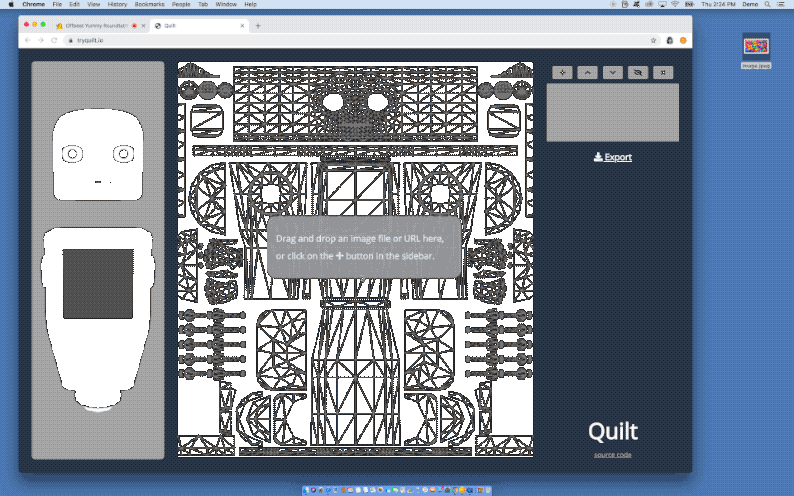 Chrome File Edit View History Bookmarks People Tab Window Help
Thu 2:24 PM Demo
Offbeat Yummy Roundtable
Quilt
tryquilt.io
image.jpeg
Export
Drag and drop an image file or URL here,
or click on the + button in the sidebar.
Quilt
source code